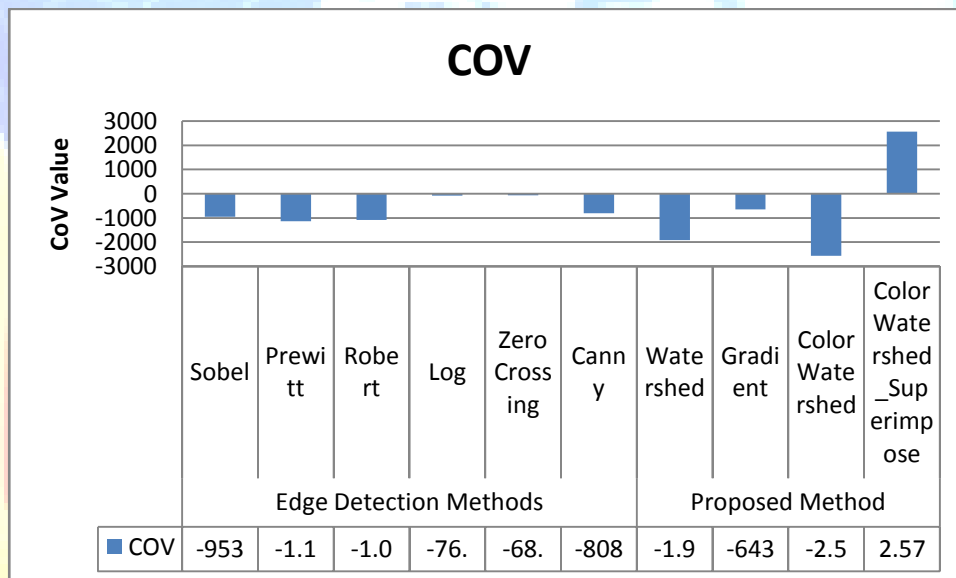 COV
CoV Value
3000
2000
1000
0
-1000
-2000
-3000
Sobel
Prewi
tt
Robe
rt
Log
Zero
Cross
ing
Cann
y
Wate
rshed
Gradi
ent
Color
Wate
rshed
Color
Wate
rshed
_Sup
erimp
ose
Edge Detection Methods
Proposed Method
COV -953 -1.1 -1.0 -76. -68. -808 -1.9 -643 -2.5 2.57